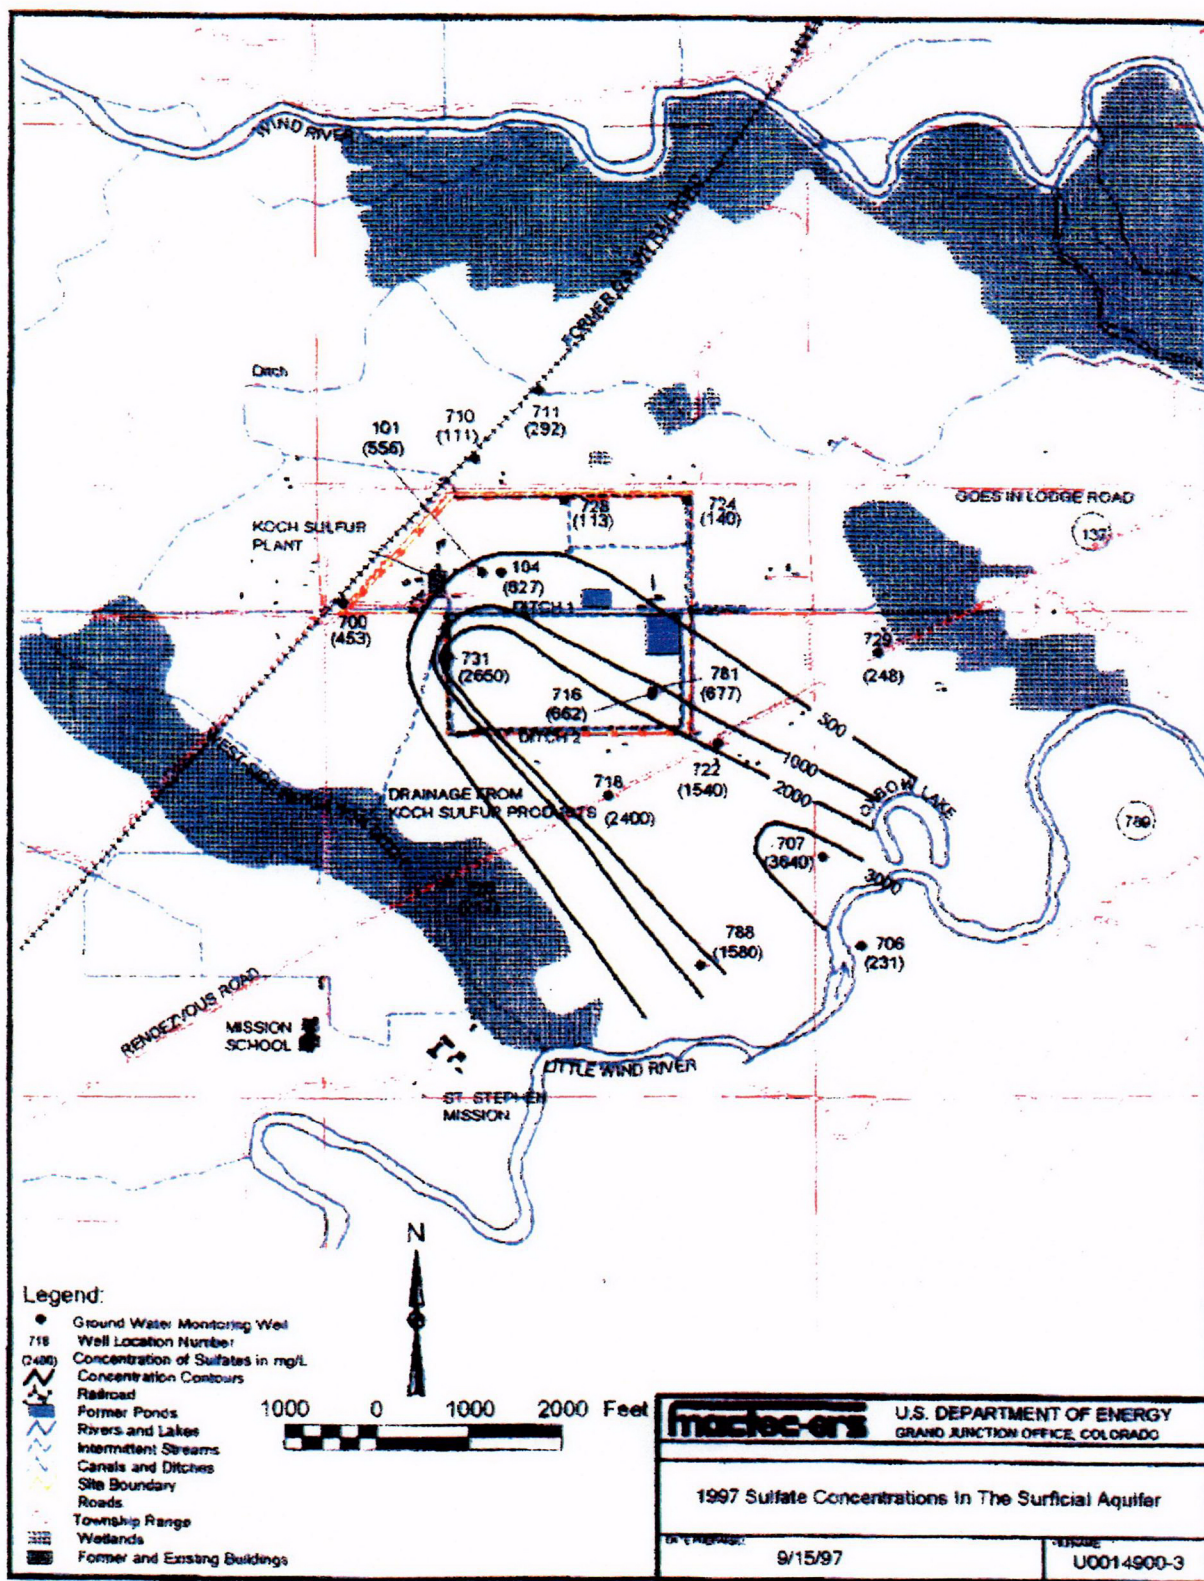 WIND RIVER
Ditch
710
(111)
711
(292)
101
(556)
728
(113)
724
(140)
GOES IN LODGE ROAD
137
KOCH SULFUR
PLANT
104
(827)
DITCH 1
700
(453)
729
(248)
731
(2650)
781
(677)
716
(662)
500
DITCH 2
722
(1540)
1000
2000
OXBOW LAKE
718
(2400)
DRAINAGE FROM
KOCH SULFUR PRODUCTS
789
707
(3640)
3000
788
(1580)
706
(231)
RENDEZVOUS ROAD
MISSION
SCHOOL
LITTLE WIND RIVER
ST. STEPHEN
MISSION
N
Legend:
Ground Water Monitoring Well
718 Well Location Number
(2400) Concentration of Sulfates in mg/L
Concentration Contours
Railroad
Former Ponds
Rivers and Lakes
Intermittent Streams
Canals and Ditches
Site Boundary
Roads
Township Range
Wetlands
Former and Existing Buildings
1000 0 1000 2000 Feet
mactec-ers
U.S. DEPARTMENT OF ENERGY
GRAND JUNCTION OFFICE, COLORADO
1997 Sulfate Concentrations In The Surficial Aquifer
9/15/97
U0014900-3